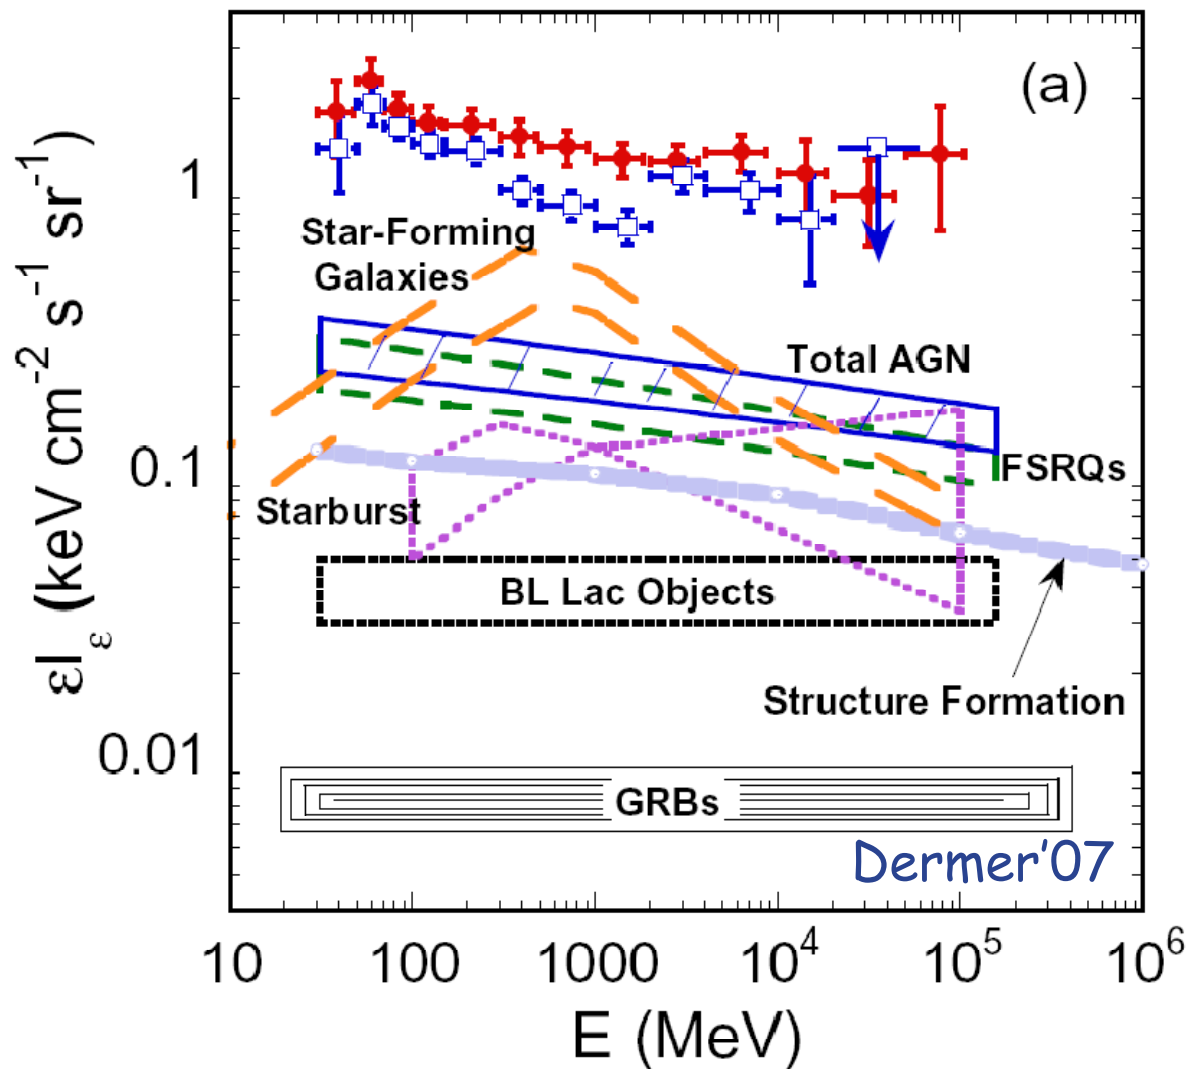 (a)
εI_ε (keV cm^-2 s^-1 sr^-1)
1
0.1
0.01
Star-Forming
Galaxies
Total AGN
FSRQs
Starburst
BL Lac Objects
Structure Formation
GRBs
Dermer'07
10 100 1000 10^4 10^5 10^6
E (MeV)